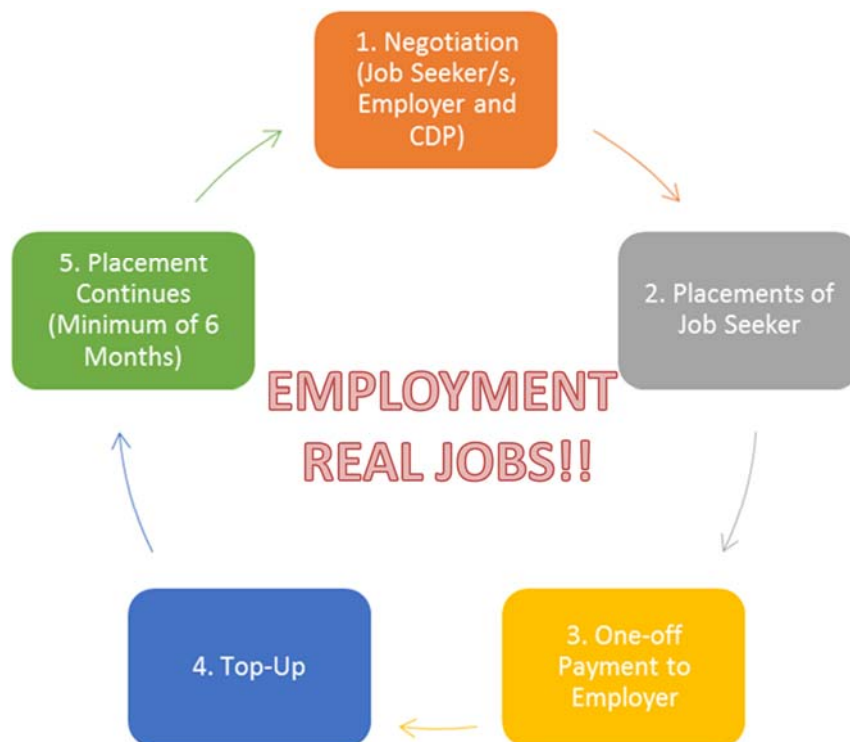 1. Negotiation
(Job Seeker/s,
Employer and
CDP)
2. Placements of
Job Seeker
3. One-off
Payment to
Employer
4. Top-Up
5. Placement
Continues
(Minimum of 6
Months)
EMPLOYMENT
REAL JOBS!!